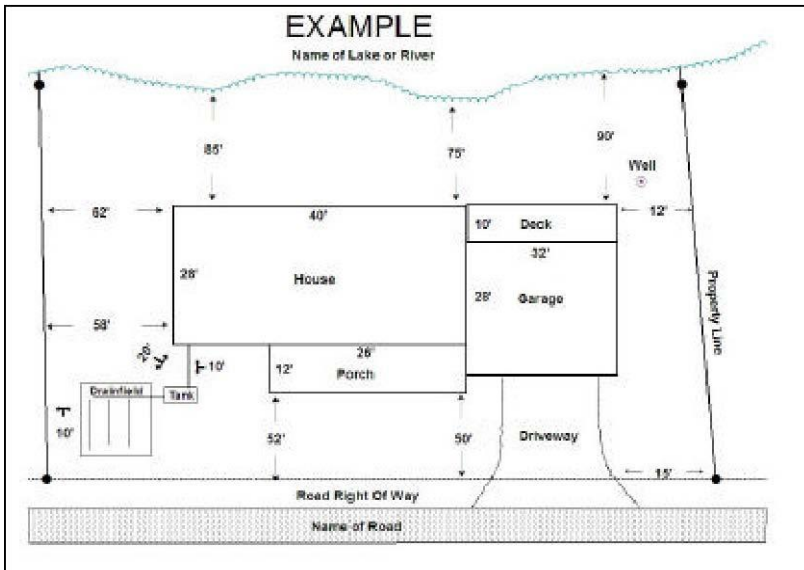 EXAMPLE
Name of Lake or River
85'
75'
90'
Well
62'
40'
10'
Deck
12'
32'
28'
House
28'
Garage
Property Line
58'
20'
10'
26'
12'
Porch
Drainfield
Tank
10'
52'
50'
Driveway
15'
Road Right Of Way
Name of Road